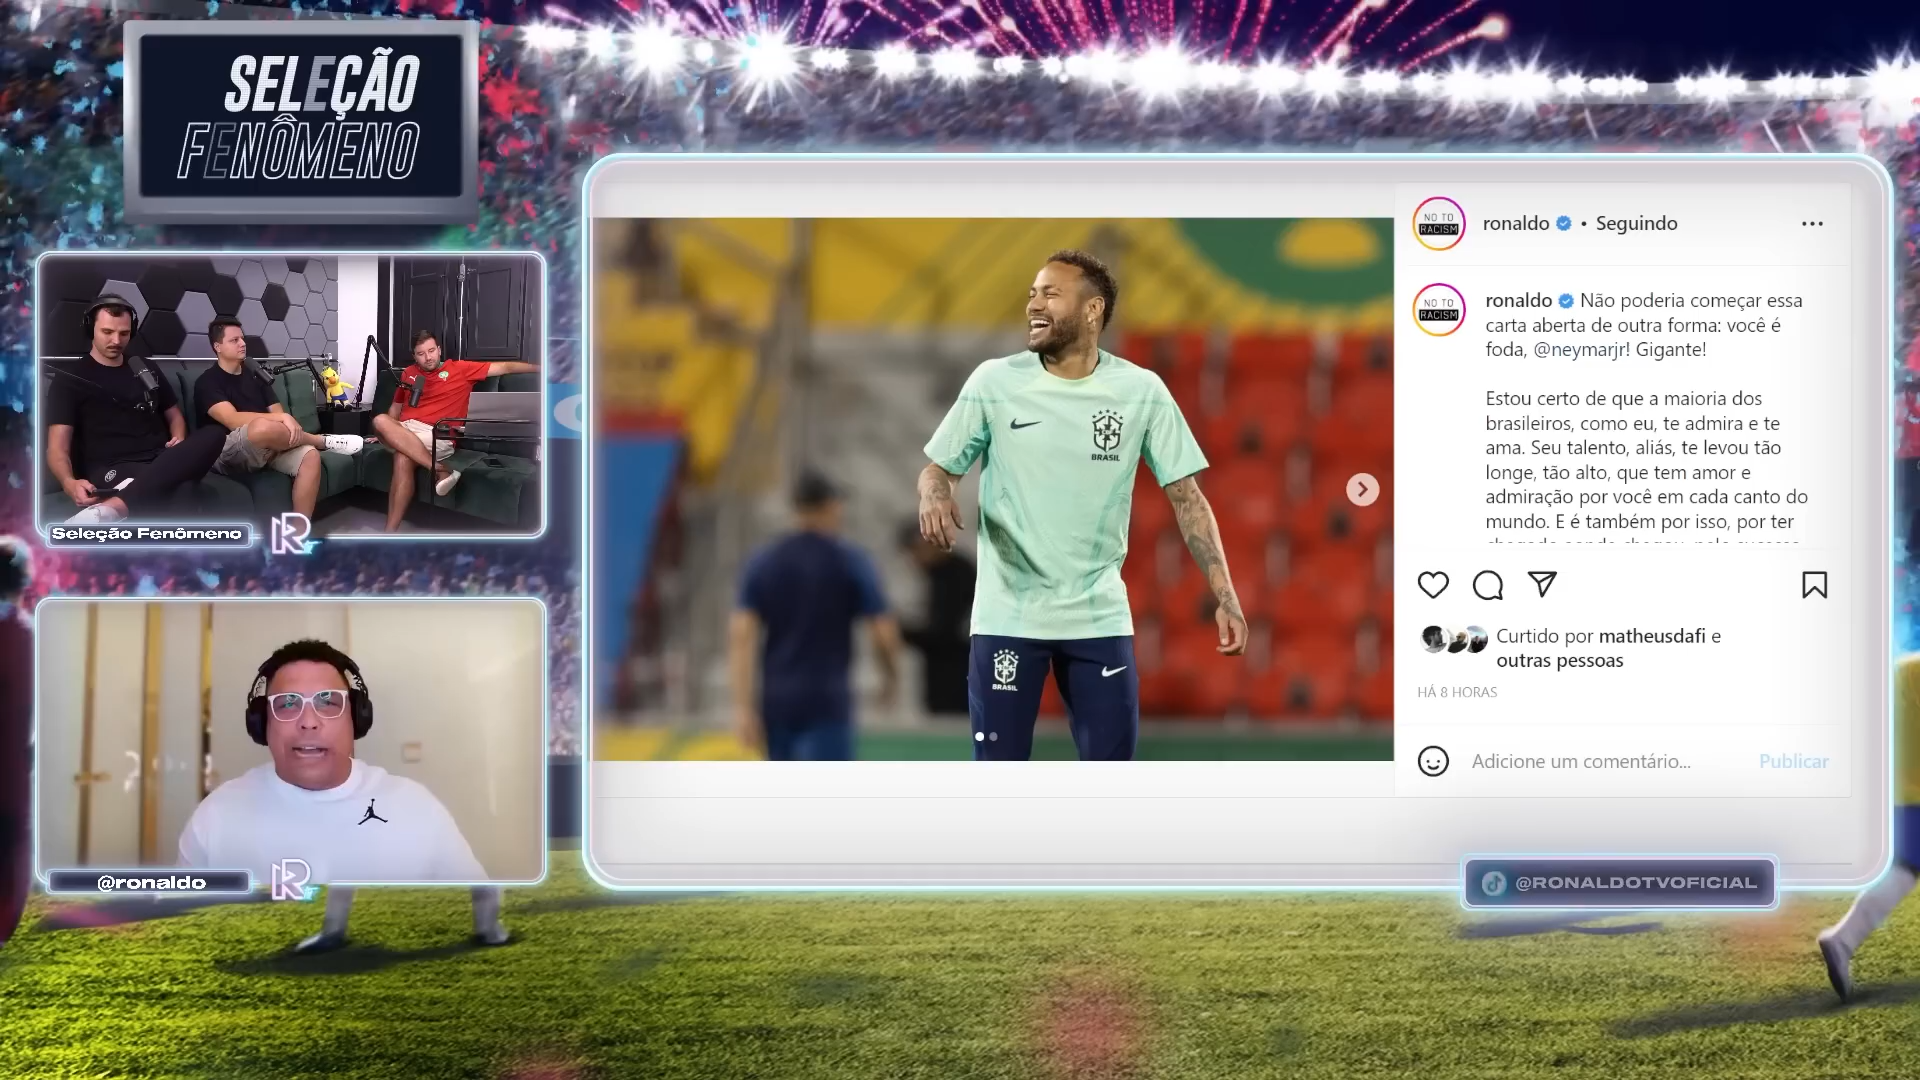 SELEÇÃO
FENÔMENO
Seleção Fenômeno
@ronaldo
BRASIL
BRASIL
NO TO
RACISM
ronaldo • Seguindo
NO TO
RACISM
ronaldo Não poderia começar essa
carta aberta de outra forma: você é
foda, @neymarjr! Gigante!
Estou certo de que a maioria dos
brasileiros, como eu, te admira e te
ama. Seu talento, aliás, te levou tão
longe, tão alto, que tem amor e
admiração por você em cada canto do
mundo. E é também por isso, por ter
Curtido por matheusdafi e
outras pessoas
HÁ 8 HORAS
Adicione um comentário... Publicar
@RONALDOTVOFICIAL